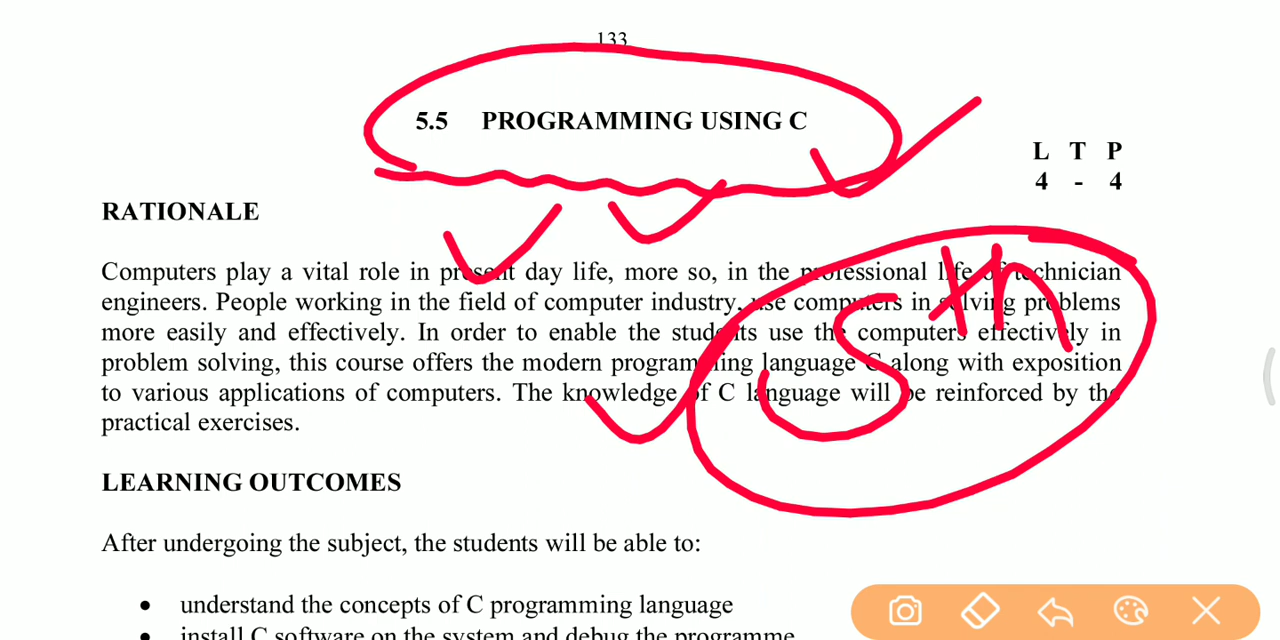 133
5.5 PROGRAMMING USING C
L T P
4 - 4
RATIONALE
Computers play a vital role in present day life, more so, in the professional life of technician
engineers. People working in the field of computer industry, use computers in solving problems
more easily and effectively. In order to enable the students use the computers effectively in
problem solving, this course offers the modern programming language C along with exposition
to various applications of computers. The knowledge of C language will be reinforced by the
practical exercises.
5th
LEARNING OUTCOMES
After undergoing the subject, the students will be able to:
• understand the concepts of C programming language
• install C software on the system and debug the programme